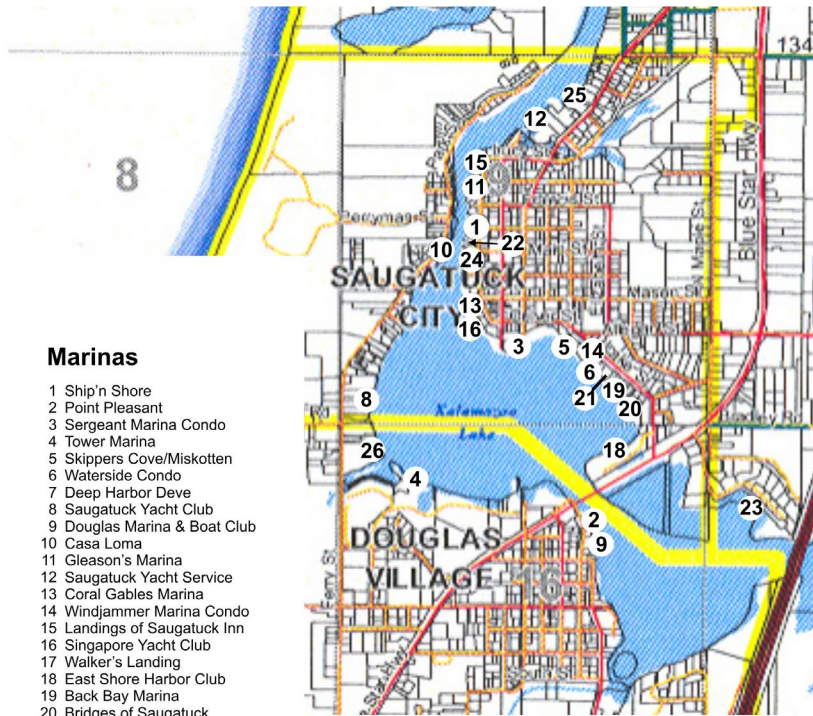 134
25
12
8
15
11
Blue Star Hwy
N Maple St
1
10
22
24
SAUGATUCK
CITY
Mason St
13
16
Marinas
3
5
14
6
19
21
20
8
Kalamazoo
Lake
Rd
18
26
4
23
2
9
DOUGLAS
VILLAGE
16
Ferry St
South St
1 Ship'n Shore
2 Point Pleasant
3 Sergeant Marina Condo
4 Tower Marina
5 Skippers Cove/Miskotten
6 Waterside Condo
7 Deep Harbor Deve
8 Saugatuck Yacht Club
9 Douglas Marina & Boat Club
10 Casa Loma
11 Gleason's Marina
12 Saugatuck Yacht Service
13 Coral Gables Marina
14 Windjammer Marina Condo
15 Landings of Saugatuck Inn
16 Singapore Yacht Club
17 Walker's Landing
18 East Shore Harbor Club
19 Back Bay Marina
20 Bridges of Saugatuck